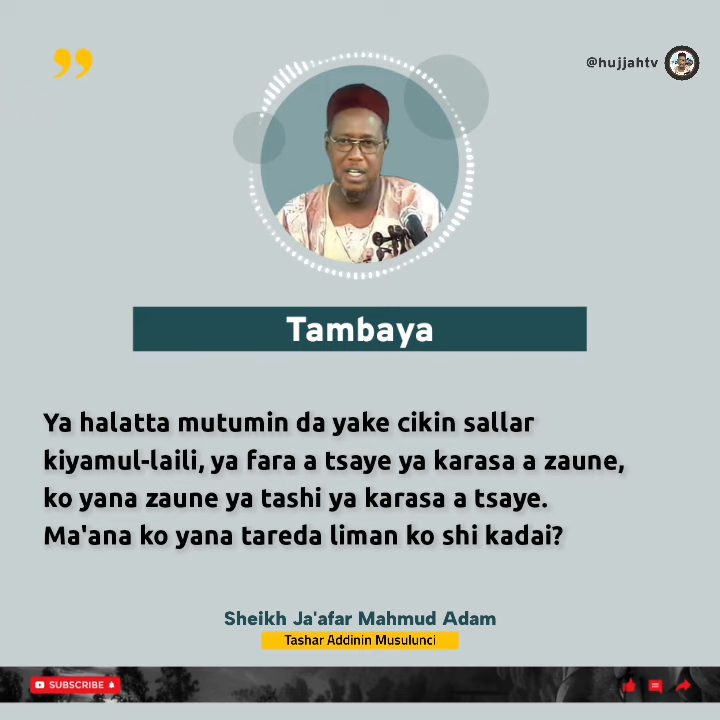 @hujjahtv
Tambaya
Ya halatta mutumin da yake cikin sallar
kiyamul-laili, ya fara a tsaye ya karasa a zaune,
ko yana zaune ya tashi ya karasa a tsaye.
Ma'ana ko yana tareda liman ko shi kadai?
Sheikh Ja'afar Mahmud Adam
Tashar Addinin Musulunci
SUBSCRIBE